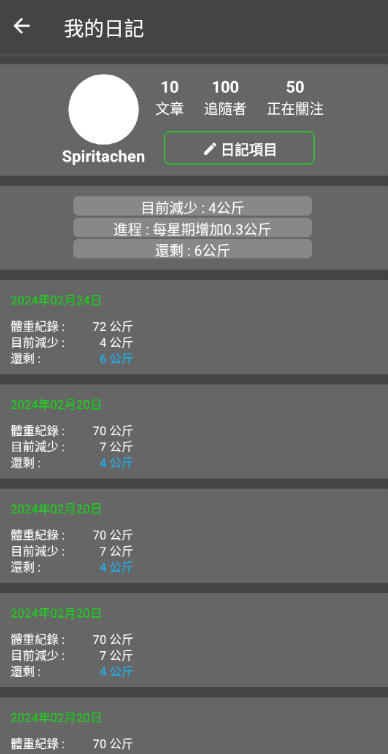 我的日記
10 100 50
文章 追隨者 正在關注
Spiritachen
日記項目
目前減少 : 4公斤
進程 : 每星期增加0.3公斤
還剩 : 6公斤
2024年02月24日
體重紀錄 : 72 公斤
目前減少 : 4 公斤
還剩 : 6 公斤
2024年02月20日
體重紀錄 : 70 公斤
目前減少 : 7 公斤
還剩 : 4 公斤
2024年02月20日
體重紀錄 : 70 公斤
目前減少 : 7 公斤
還剩 : 4 公斤
2024年02月20日
體重紀錄 : 70 公斤
目前減少 : 7 公斤
還剩 : 4 公斤
2024年02月20日
體重紀錄 : 70 公斤